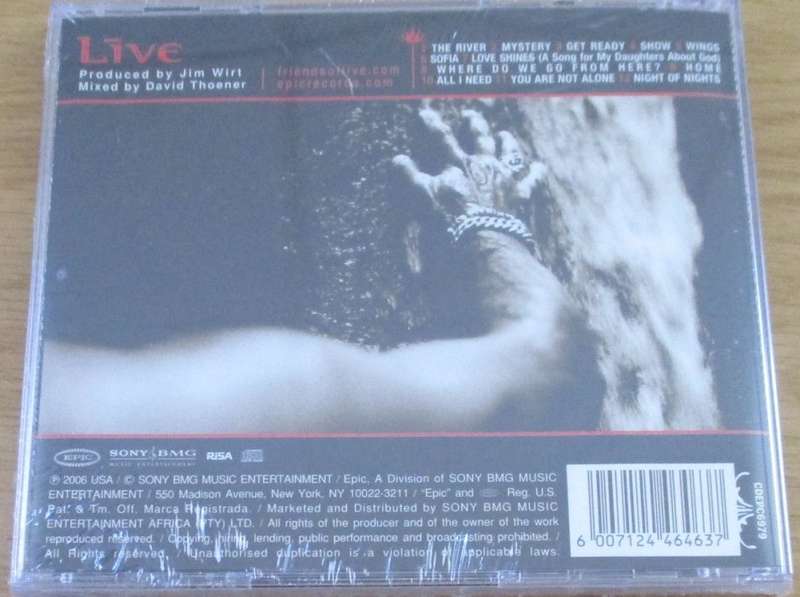 Līve
Produced by Jim Wirt
Mixed by David Thoener
friendsoflive.com
epicrecords.com
1 THE RIVER 2 MYSTERY 3 GET READY 4 SHOW 5 WINGS
6 SOFIA 7 LOVE SHINES (A Song for My Daughters About God)
8 WHERE DO WE GO FROM HERE? 9 HOME
10 ALL I NEED 11 YOU ARE NOT ALONE 12 NIGHT OF NIGHTS
EPIC SONY BMG RiSA
MUSIC ENTERTAINMENT
℗ 2006 USA / © SONY BMG MUSIC ENTERTAINMENT / Epic, A Division of SONY BMG MUSIC
ENTERTAINMENT / 550 Madison Avenue, New York, NY 10022-3211 / "Epic" and Reg. U.S.
Pat. & Tm. Off. Marca Registrada. / Marketed and Distributed by SONY BMG MUSIC
ENTERTAINMENT AFRICA (PTY) LTD. / All rights of the producer and of the owner of the work
reproduced reserved. / Copying, hiring, lending, public performance and broadcasting prohibited. /
All Rights reserved. / Unauthorised duplication is a violation of applicable laws.
6 007124 464637
CDEPC6979